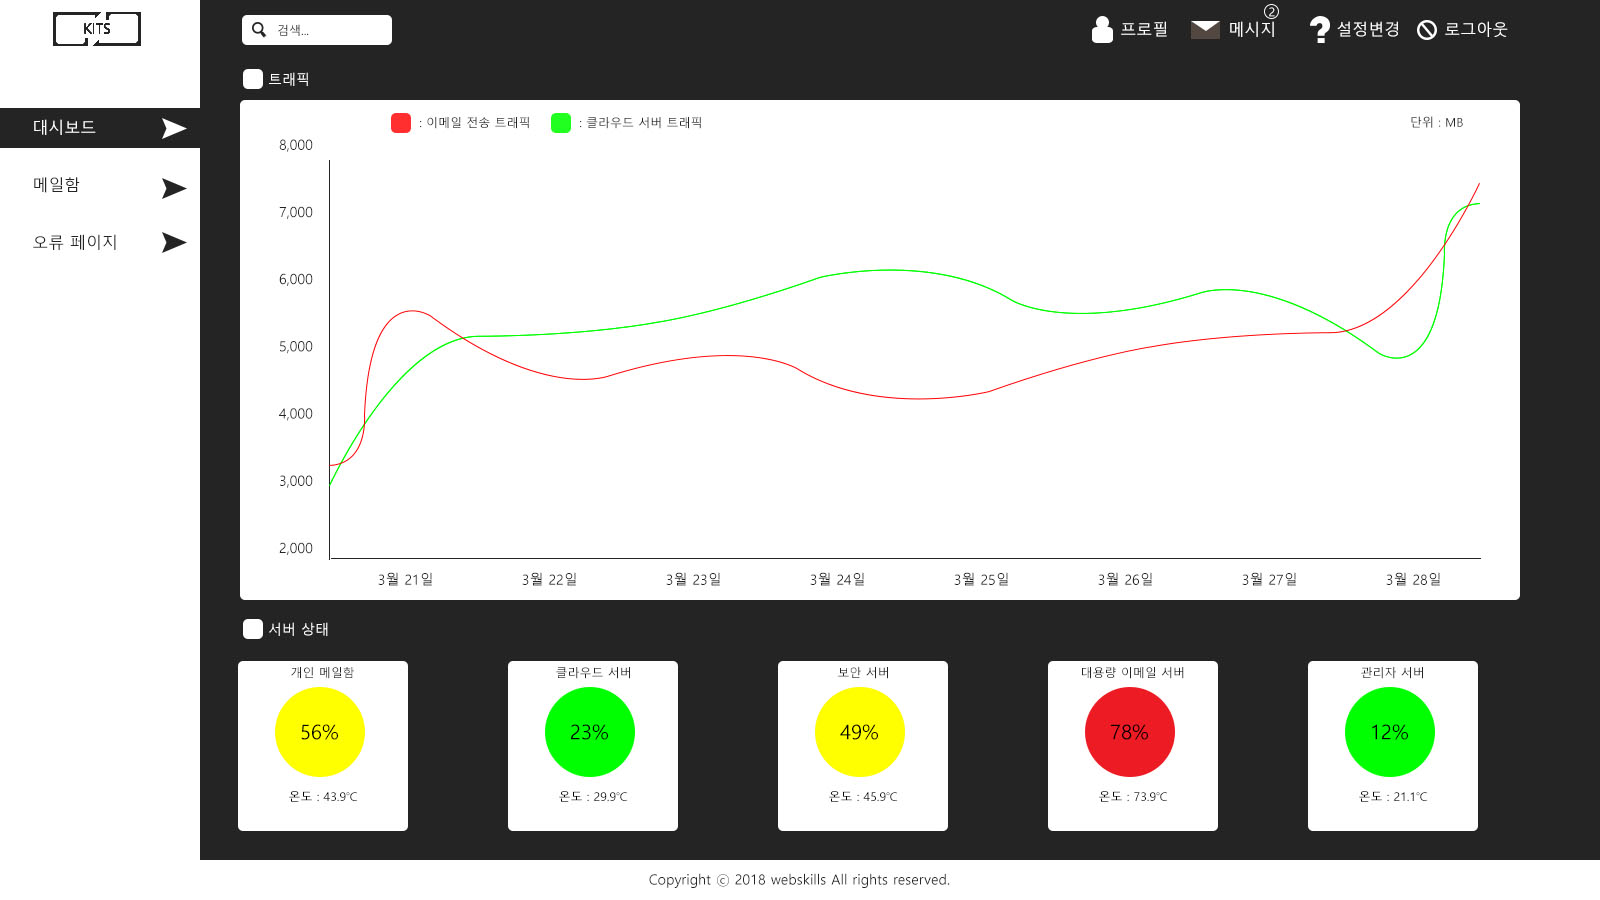 KITS
검색...
프로필
메시지
2
설정변경
로그아웃
대시보드
메일함
오류 페이지
트래픽
: 이메일 전송 트래픽
: 클라우드 서버 트래픽
단위 : MB
8,000
7,000
6,000
5,000
4,000
3,000
2,000
3월 21일
3월 22일
3월 23일
3월 24일
3월 25일
3월 26일
3월 27일
3월 28일
서버 상태
개인 메일함
56%
온도 : 43.9℃
클라우드 서버
23%
온도 : 29.9℃
보안 서버
49%
온도 : 45.9℃
대용량 이메일 서버
78%
온도 : 73.9℃
관리자 서버
12%
온도 : 21.1℃
Copyright ⓒ 2018 webskills All rights reserved.